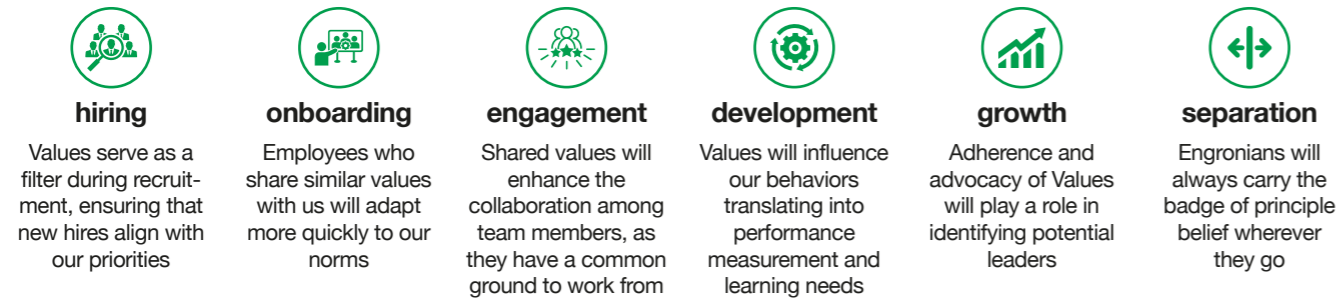 hiring
Values serve as a
filter during recruit-
ment, ensuring that
new hires align with
our priorities
onboarding
Employees who
share similar values
with us will adapt
more quickly to our
norms
engagement
Shared values will
enhance the
collaboration among
team members, as
they have a common
ground to work from
development
Values will influence
our behaviors
translating into
performance
measurement and
learning needs
growth
Adherence and
advocacy of Values
will play a role in
identifying potential
leaders
separation
Engronians will
always carry the
badge of principle
belief wherever
they go